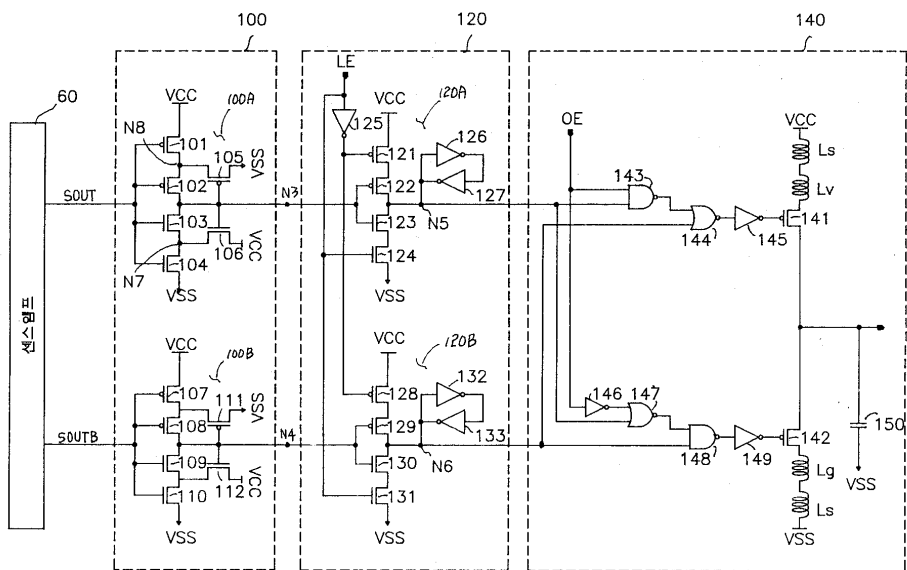 100
120
140
60
LE
VCC
100A
VCC
120A
OE
VCC
N8
101
125
126
Ls
105
VSS
121
143
Lv
102
122
127
SOUT
N3
N5
141
103
123
144
145
106
VCC
N7
104
124
VSS
VSS
센스앰프
VCC
100B
VCC
120B
107
111
VSS
128
132
146
147
108
129
133
150
SOUTB
N4
N6
142
109
130
148
149
VSS
112
VCC
110
131
Lg
VSS
VSS
Ls
VSS